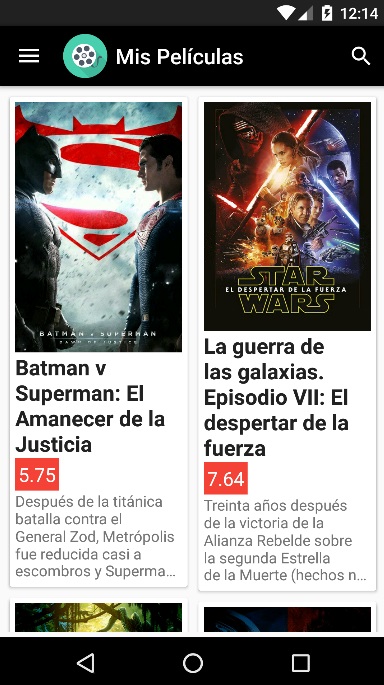 12:14
Mis Películas
BATMAN V SUPERMAN
DAWN OF JUSTICE
Batman v
Superman: El
Amanecer de la
Justicia
5.75
Después de la titánica
batalla contra el
General Zod, Metrópolis
fue reducida casi a
escombros y Superma...
STAR
EL DESPERTAR DE LA FUERZA
WARS
La guerra de
las galaxias.
Episodio VII: El
despertar de la
fuerza
7.64
Treinta años después
de la victoria de la
Alianza Rebelde sobre
la segunda Estrella
de la Muerte (hechos n...